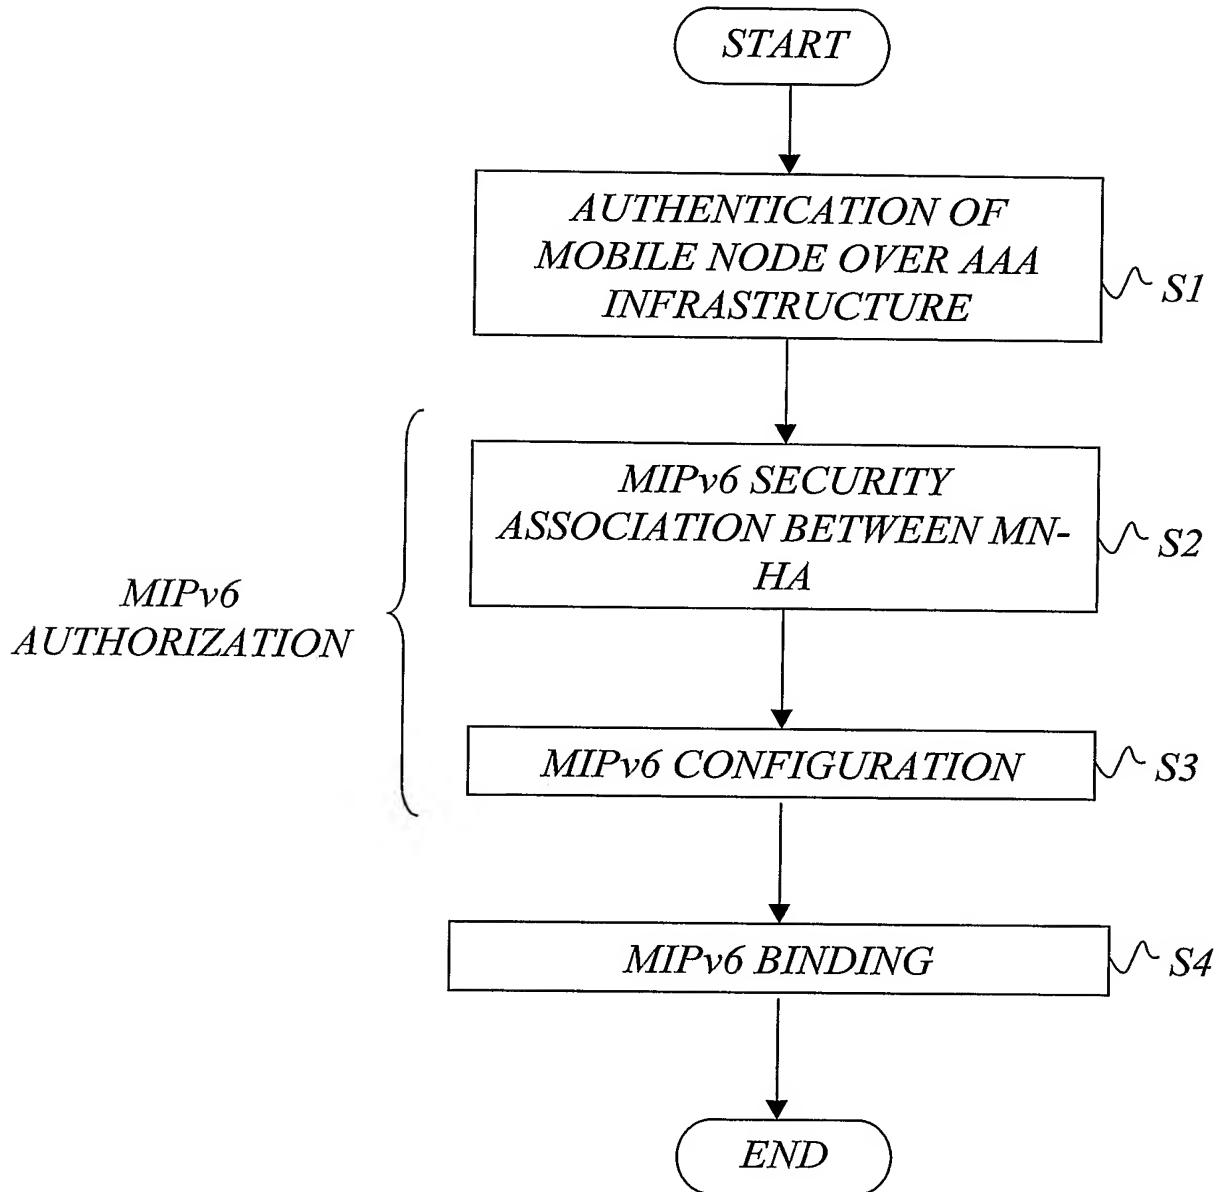 START
AUTHENTICATION OF
MOBILE NODE OVER AAA
INFRASTRUCTURE
S1
MIPv6 SECURITY
ASSOCIATION BETWEEN MN-
HA
S2
MIPv6
AUTHORIZATION
MIPv6 CONFIGURATION
S3
MIPv6 BINDING
S4
END